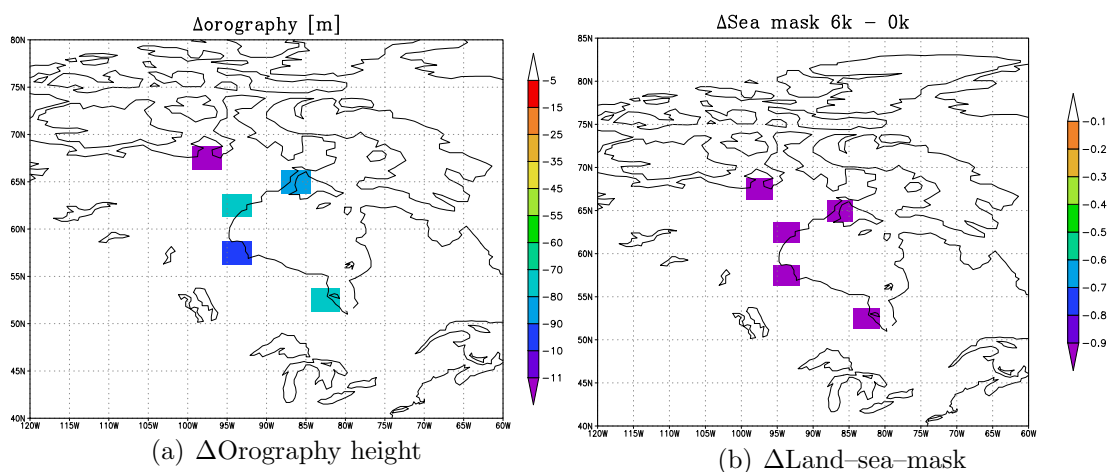 Δorography [m]
80N
75N
70N
65N
60N
55N
50N
45N
40N
120W 115W 110W 105W 100W 95W 90W 85W 80W 75W 70W 65W 60W
-5
-15
-25
-35
-45
-55
-60
-70
-80
-90
-10
-11
(a) ΔOrography height
ΔSea mask 6k – 0k
85N
80N
75N
70N
65N
60N
55N
50N
45N
40N
120W 115W 110W 105W 100W 95W 90W 85W 80W 75W 70W 65W 60W
-0.1
-0.2
-0.3
-0.4
-0.5
-0.6
-0.7
-0.8
-0.9
(b) ΔLand–sea–mask